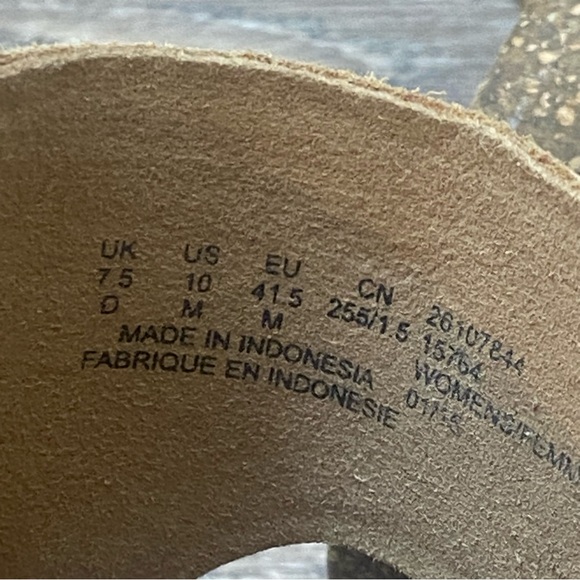 UK US EU CN 26107844
7.5 10 41.5 255/1.5 15764
D M M WOMENS/FEMM
MADE IN INDONESIA
FABRIQUE EN INDONESIE